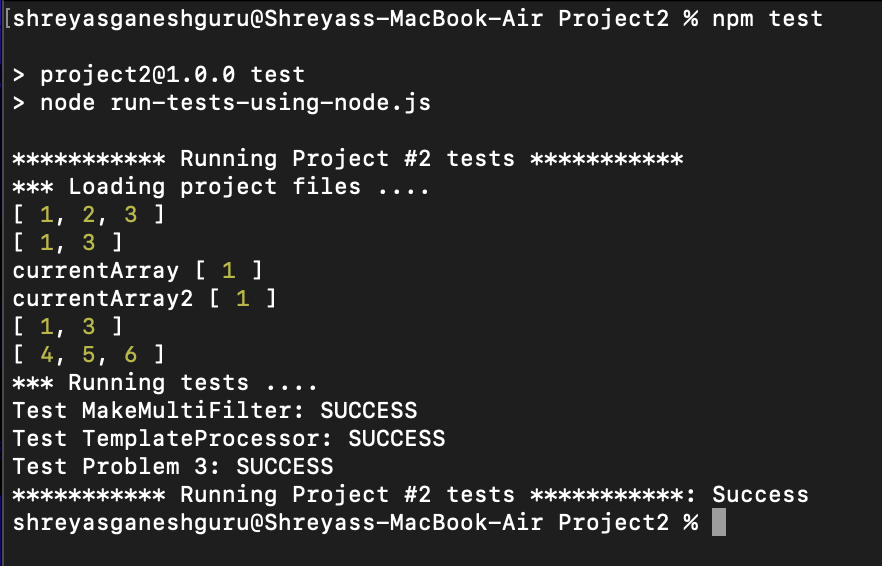 [shreyasganeshguru@Shreyass-MacBook-Air Project2 % npm test
> project2@1.0.0 test
> node run-tests-using-node.js
*********** Running Project #2 tests ***********
*** Loading project files ....
[ 1, 2, 3 ]
[ 1, 3 ]
currentArray [ 1 ]
currentArray2 [ 1 ]
[ 1, 3 ]
[ 4, 5, 6 ]
*** Running tests ....
Test MakeMultiFilter: SUCCESS
Test TemplateProcessor: SUCCESS
Test Problem 3: SUCCESS
*********** Running Project #2 tests ***********: Success
shreyasganeshguru@Shreyass-MacBook-Air Project2 %